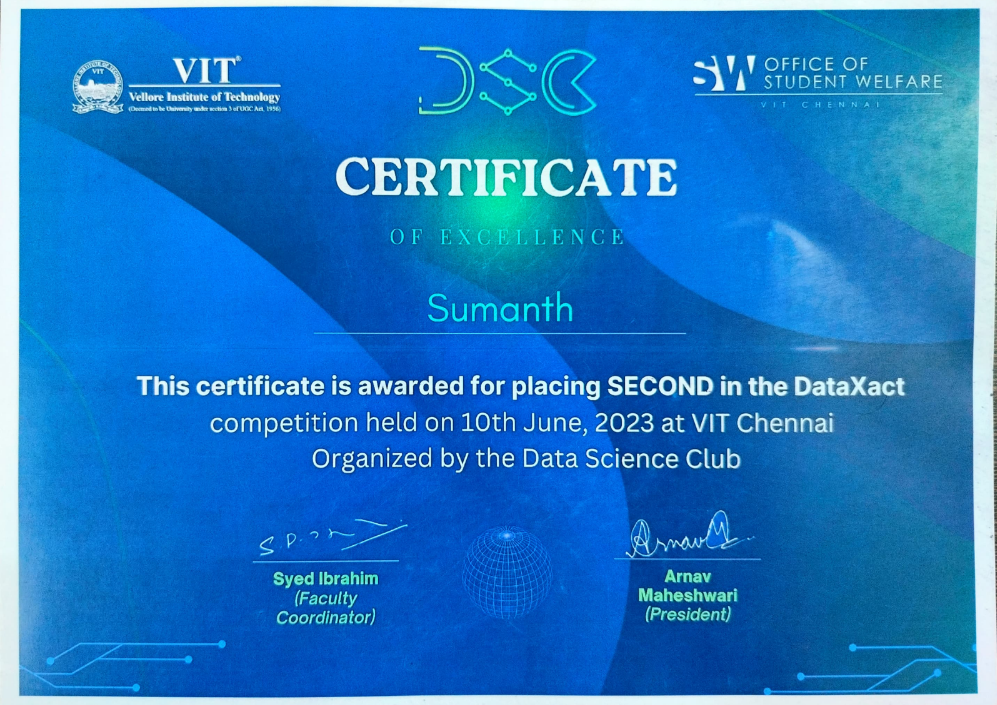 VIT®
Vellore Institute of Technology
(Deemed to be University under section 3 of UGC Act, 1956)
VIT
DSC
SW OFFICE OF
STUDENT WELFARE
VIT CHENNAI
CERTIFICATE
OF EXCELLENCE
Sumanth
This certificate is awarded for placing SECOND in the DataXact
competition held on 10th June, 2023 at VIT Chennai
Organized by the Data Science Club
Arnav M
Syed Ibrahim
(Faculty
Coordinator)
Arnav
Maheshwari
(President)